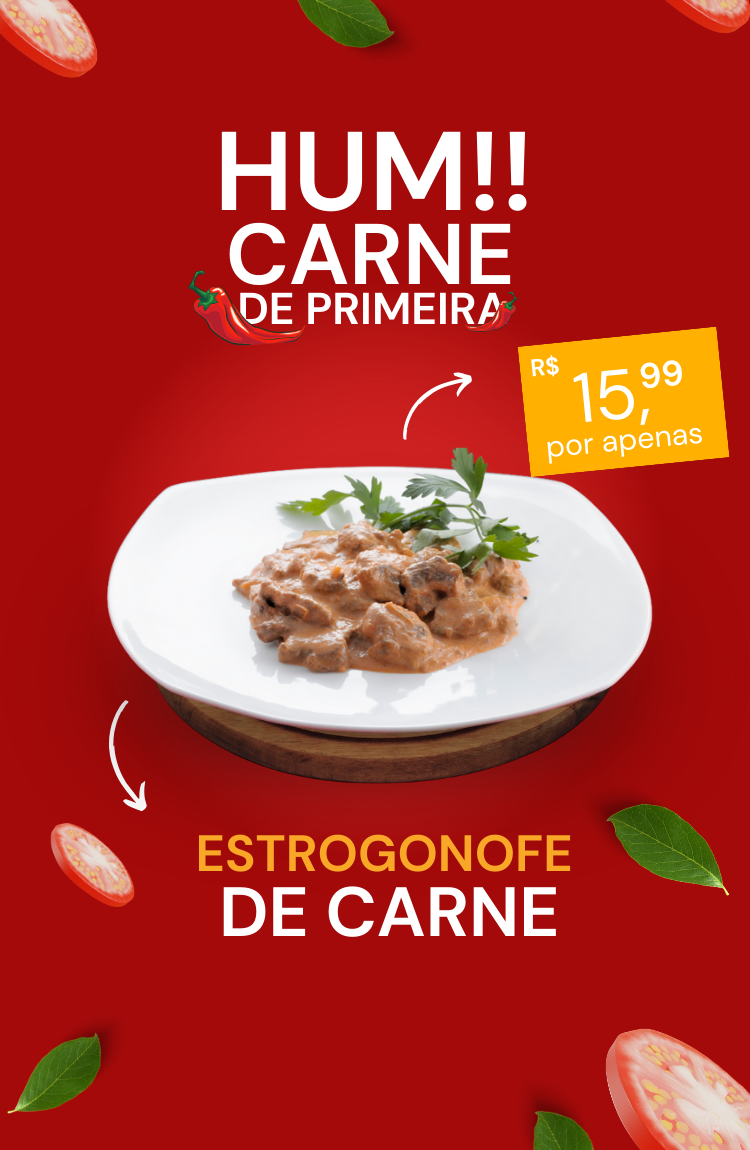 HUM!!
CARNE
DE PRIMEIRA
R$ 15,99
por apenas
ESTROGONOFE
DE CARNE